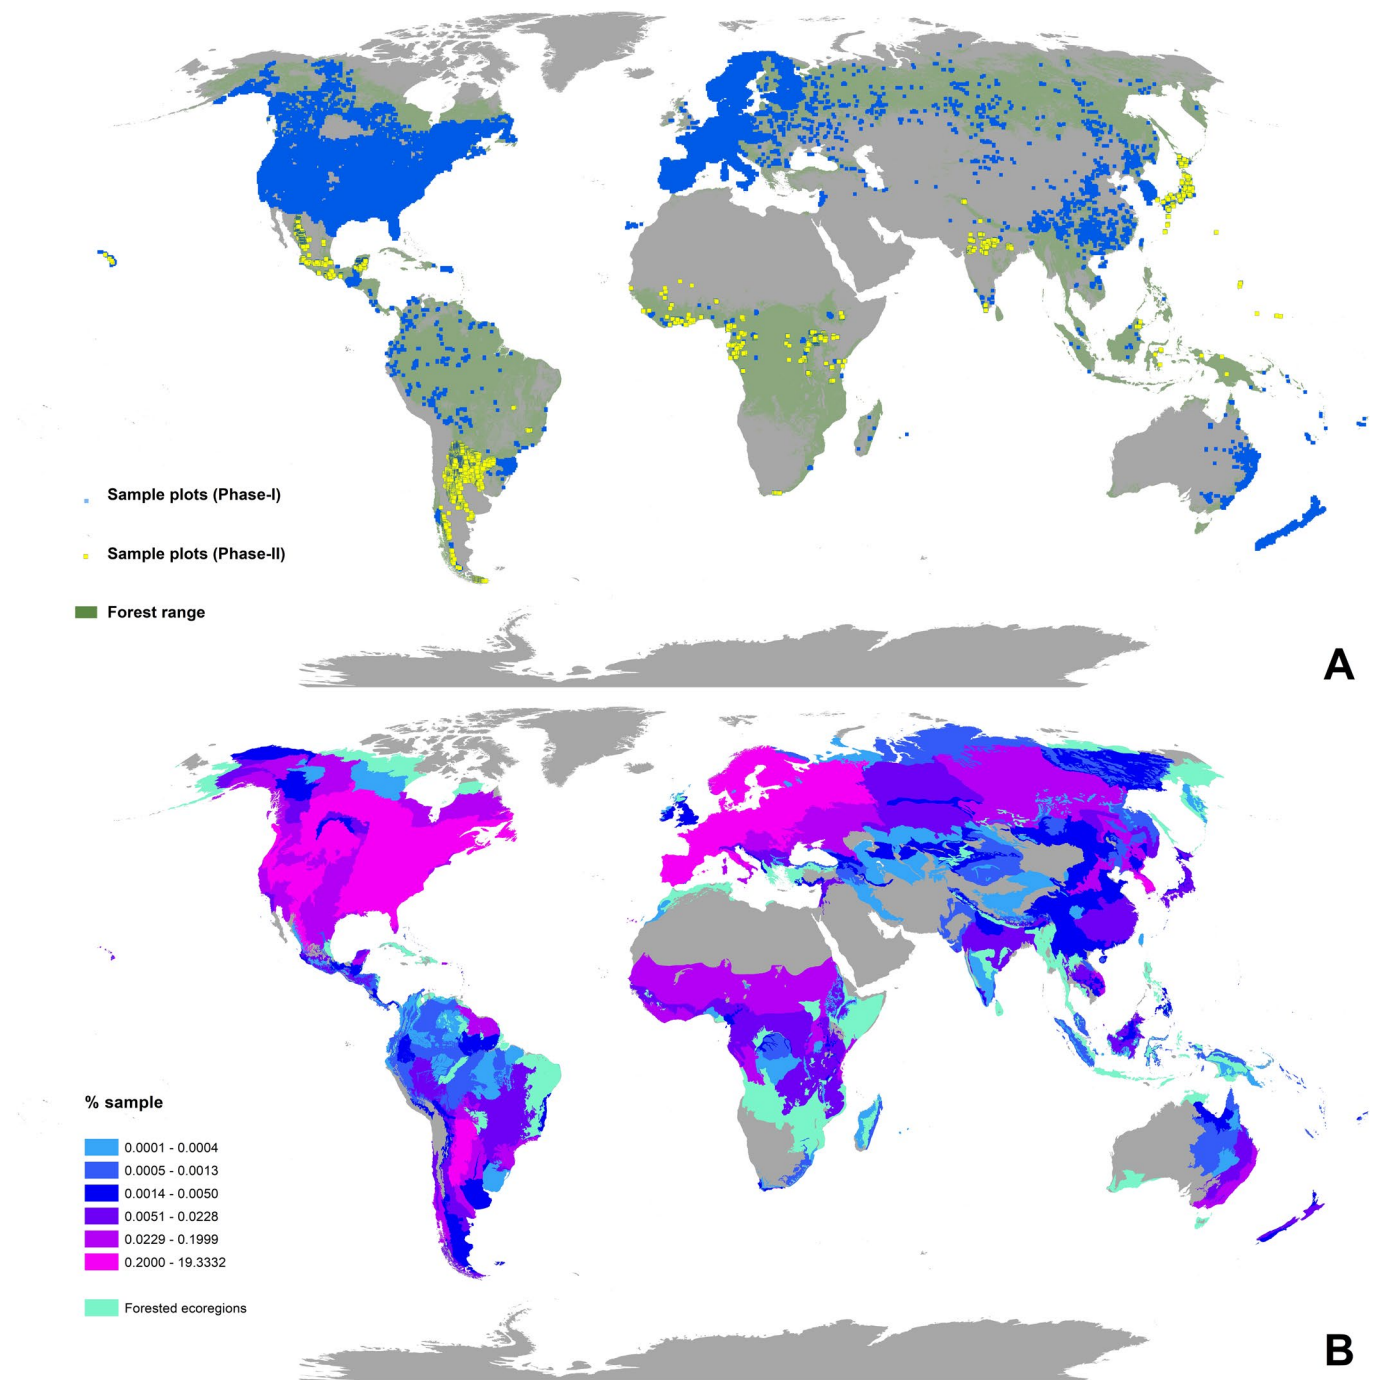 Sample plots (Phase-I)
Sample plots (Phase-II)
Forest range
A
% sample
0.0001 - 0.0004
0.0005 - 0.0013
0.0014 - 0.0050
0.0051 - 0.0228
0.0229 - 0.1999
0.2000 - 19.3332
Forested ecoregions
B